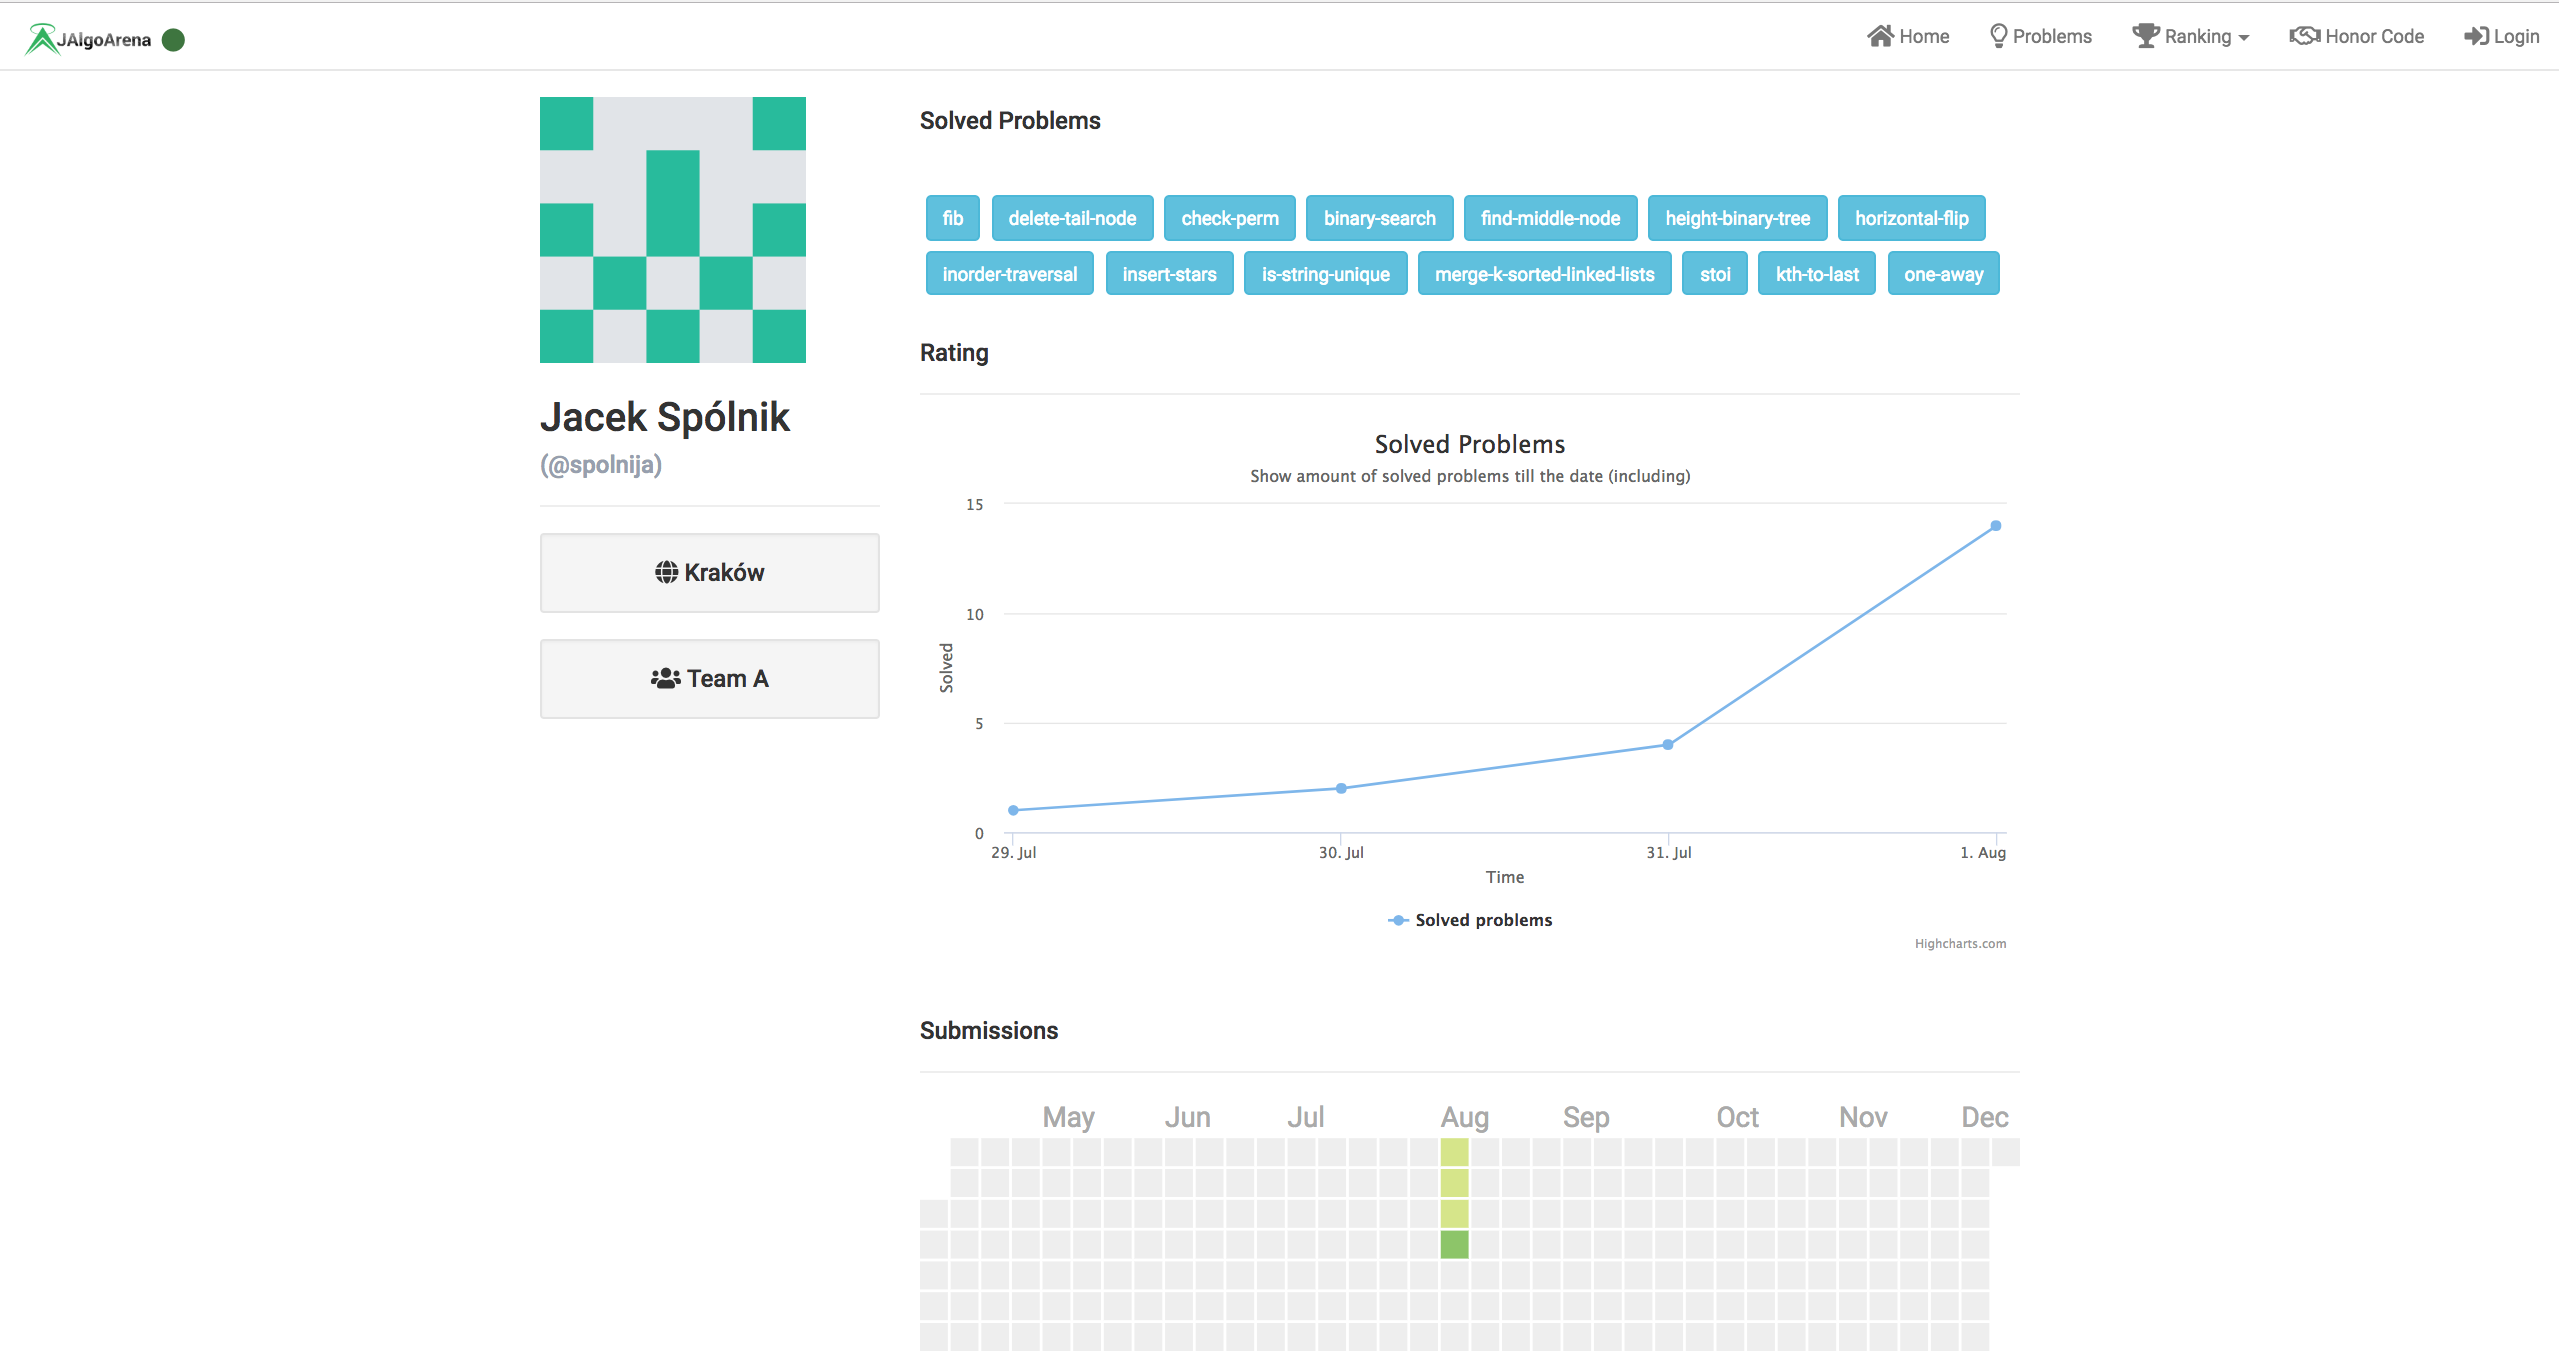 JAlgoArena
Home Problems Ranking Honor Code Login
Jacek Spólnik
(@spolnija)
Kraków
Team A
Solved Problems
fib delete-tail-node check-perm binary-search find-middle-node height-binary-tree horizontal-flip
inorder-traversal insert-stars is-string-unique merge-k-sorted-linked-lists stoi kth-to-last one-away
Rating
Solved Problems
Show amount of solved problems till the date (including)
15
10
5
0
Solved
29. Jul 30. Jul 31. Jul 1. Aug
Time
Solved problems
Highcharts.com
Submissions
May Jun Jul Aug Sep Oct Nov Dec